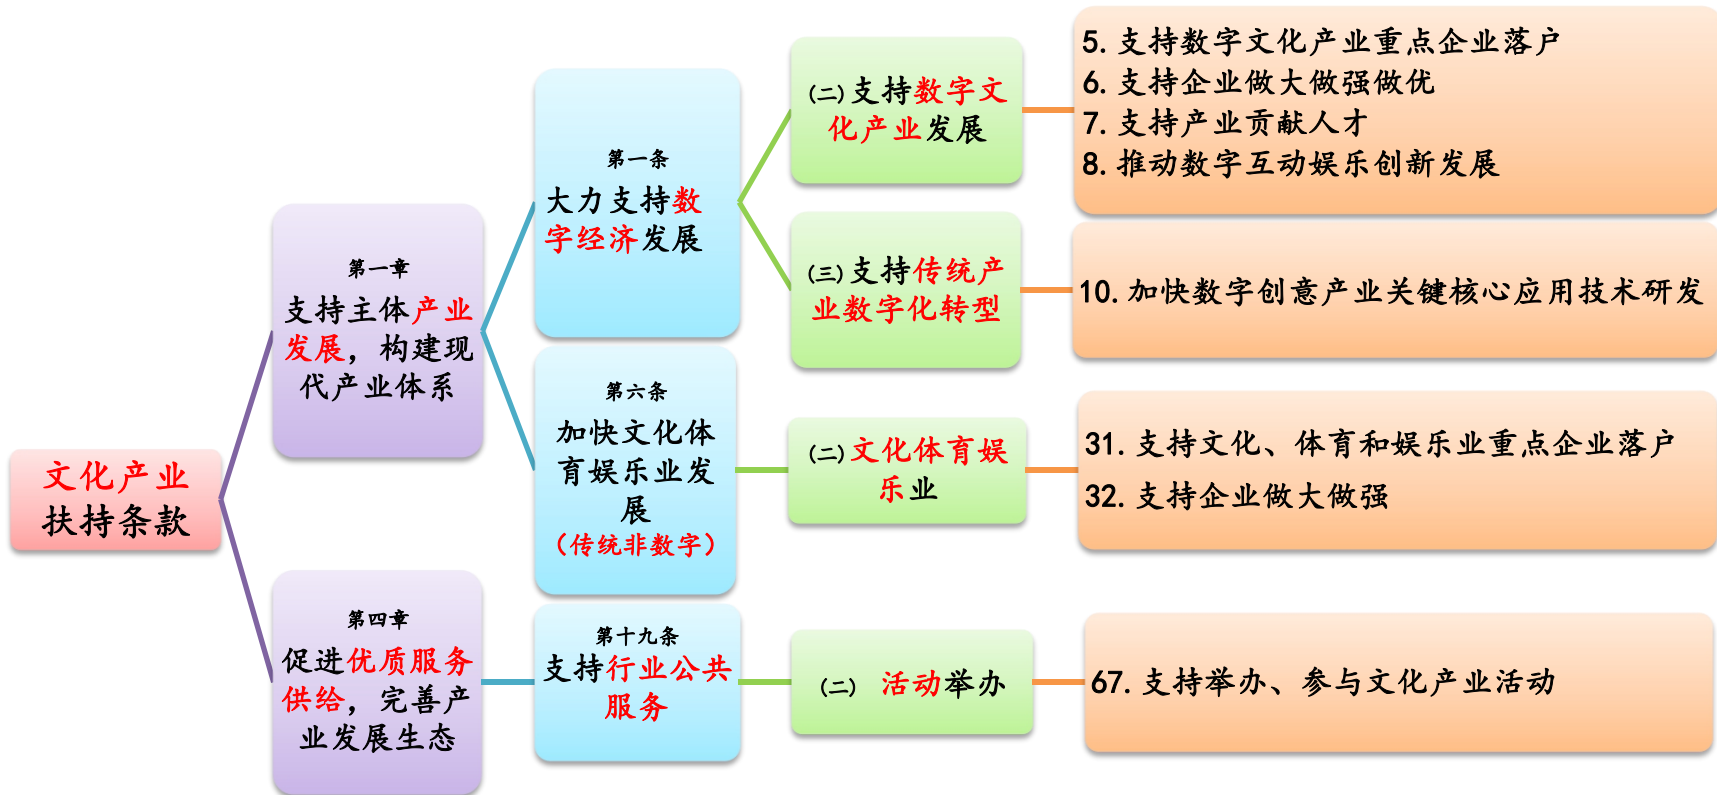 文化产业
扶持条款
第一章
支持主体产业
发展，构建现
代产业体系
第四章
促进优质服务
供给，完善产
业发展生态
第一条
大力支持数
字经济发展
第六条
加快文化体
育娱乐业发
展
（传统非数字）
第十九条
支持行业公共
服务
(二)支持数字文
化产业发展
(三)支持传统产
业数字化转型
(二)文化体育娱
乐业
(二) 活动举办
5.支持数字文化产业重点企业落户
6.支持企业做大做强做优
7.支持产业贡献人才
8.推动数字互动娱乐创新发展
10.加快数字创意产业关键核心应用技术研发
31.支持文化、体育和娱乐业重点企业落户
32.支持企业做大做强
67.支持举办、参与文化产业活动